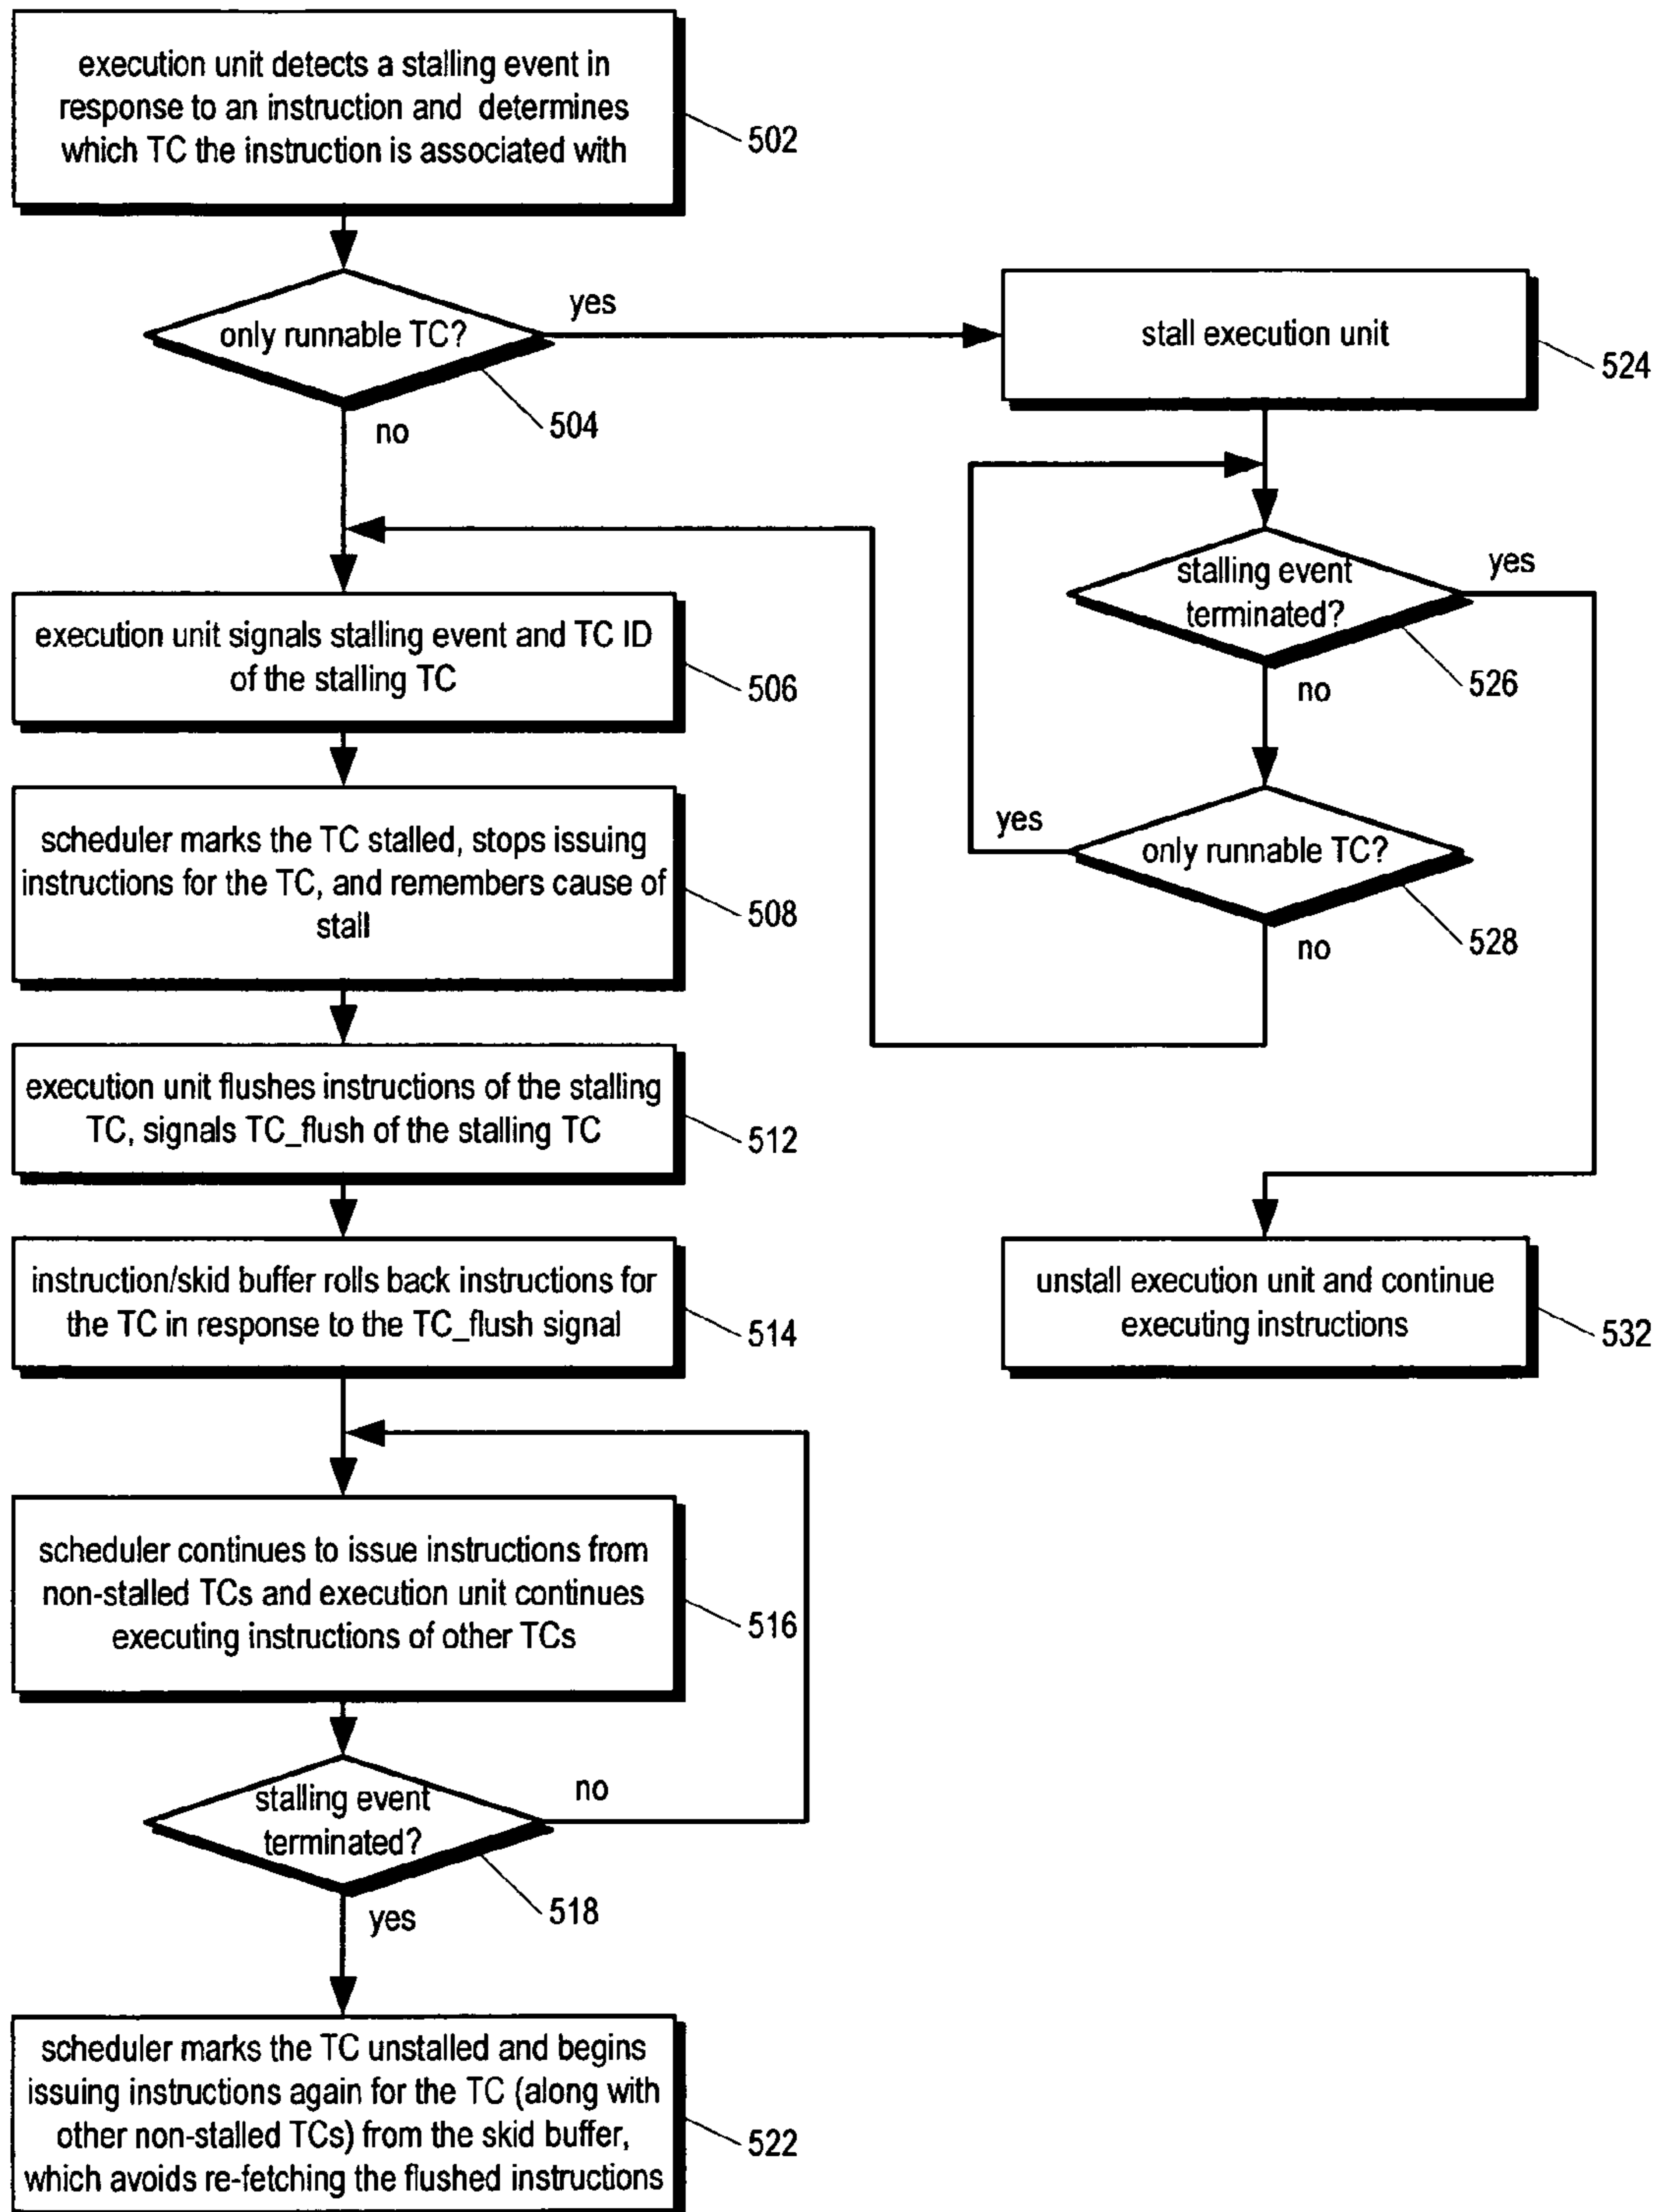 execution unit detects a stalling event in
response to an instruction and determines
which TC the instruction is associated with
502
only runnable TC?
yes
504
no
stall execution unit
524
stalling event
terminated?
yes
526
no
only runnable TC?
yes
528
no
unstall execution unit and continue
executing instructions
532
execution unit signals stalling event and TC ID
of the stalling TC
506
scheduler marks the TC stalled, stops issuing
instructions for the TC, and remembers cause of
stall
508
execution unit flushes instructions of the stalling
TC, signals TC_flush of the stalling TC
512
instruction/skid buffer rolls back instructions for
the TC in response to the TC_flush signal
514
scheduler continues to issue instructions from
non-stalled TCs and execution unit continues
executing instructions of other TCs
516
stalling event
terminated?
no
518
yes
scheduler marks the TC unstalled and begins
issuing instructions again for the TC (along with
other non-stalled TCs) from the skid buffer,
which avoids re-fetching the flushed instructions
522